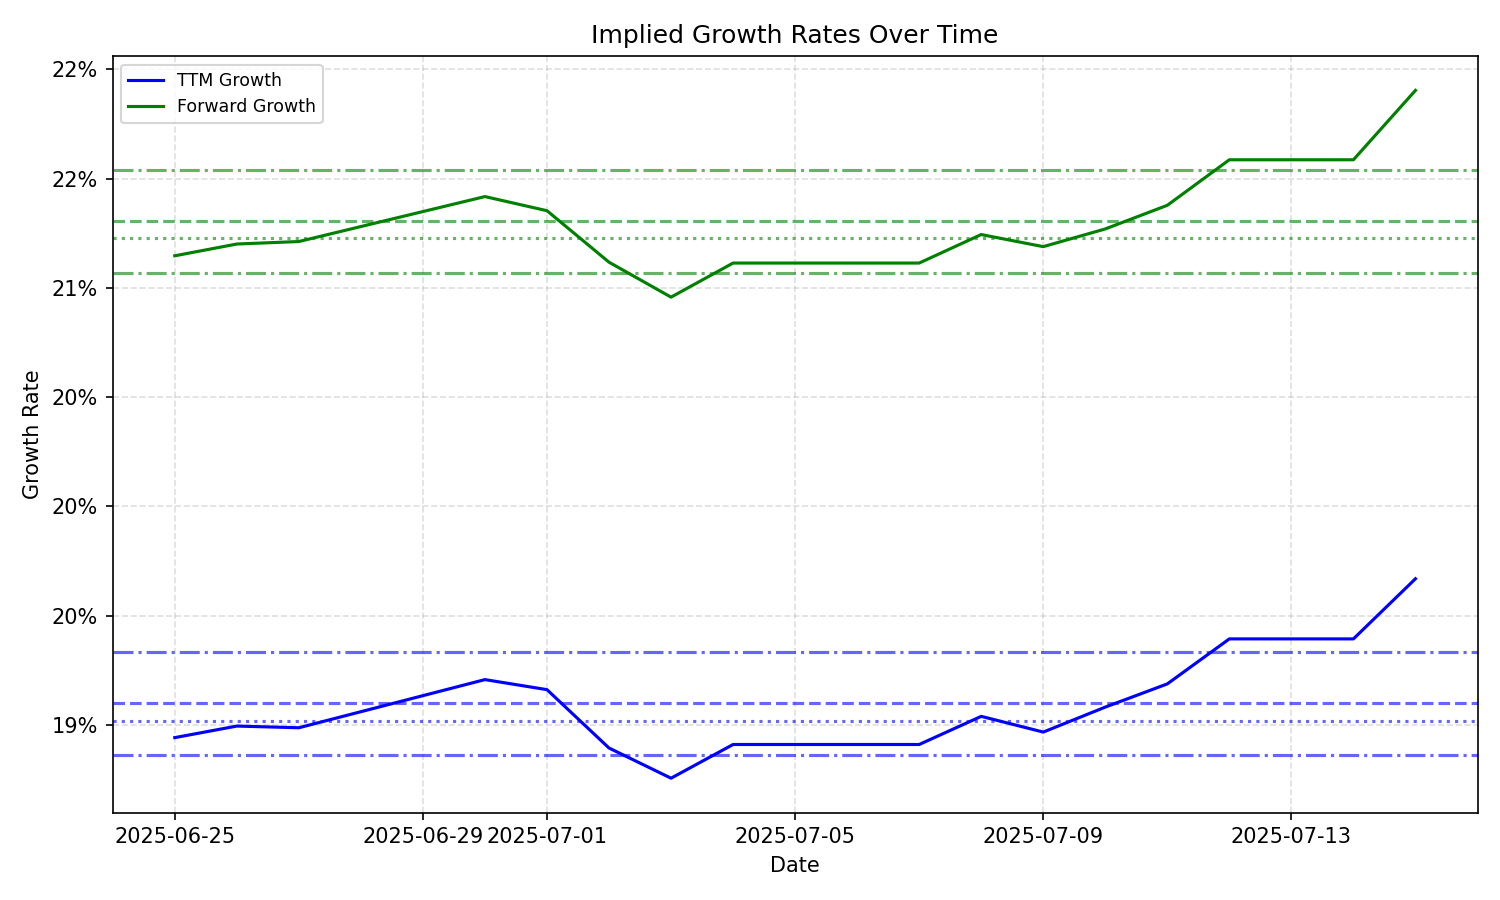 Implied Growth Rates Over Time
TTM Growth
Forward Growth
22%
22%
21%
20%
20%
20%
19%
Growth Rate
2025-06-25
2025-06-29
2025-07-01
2025-07-05
2025-07-09
2025-07-13
Date